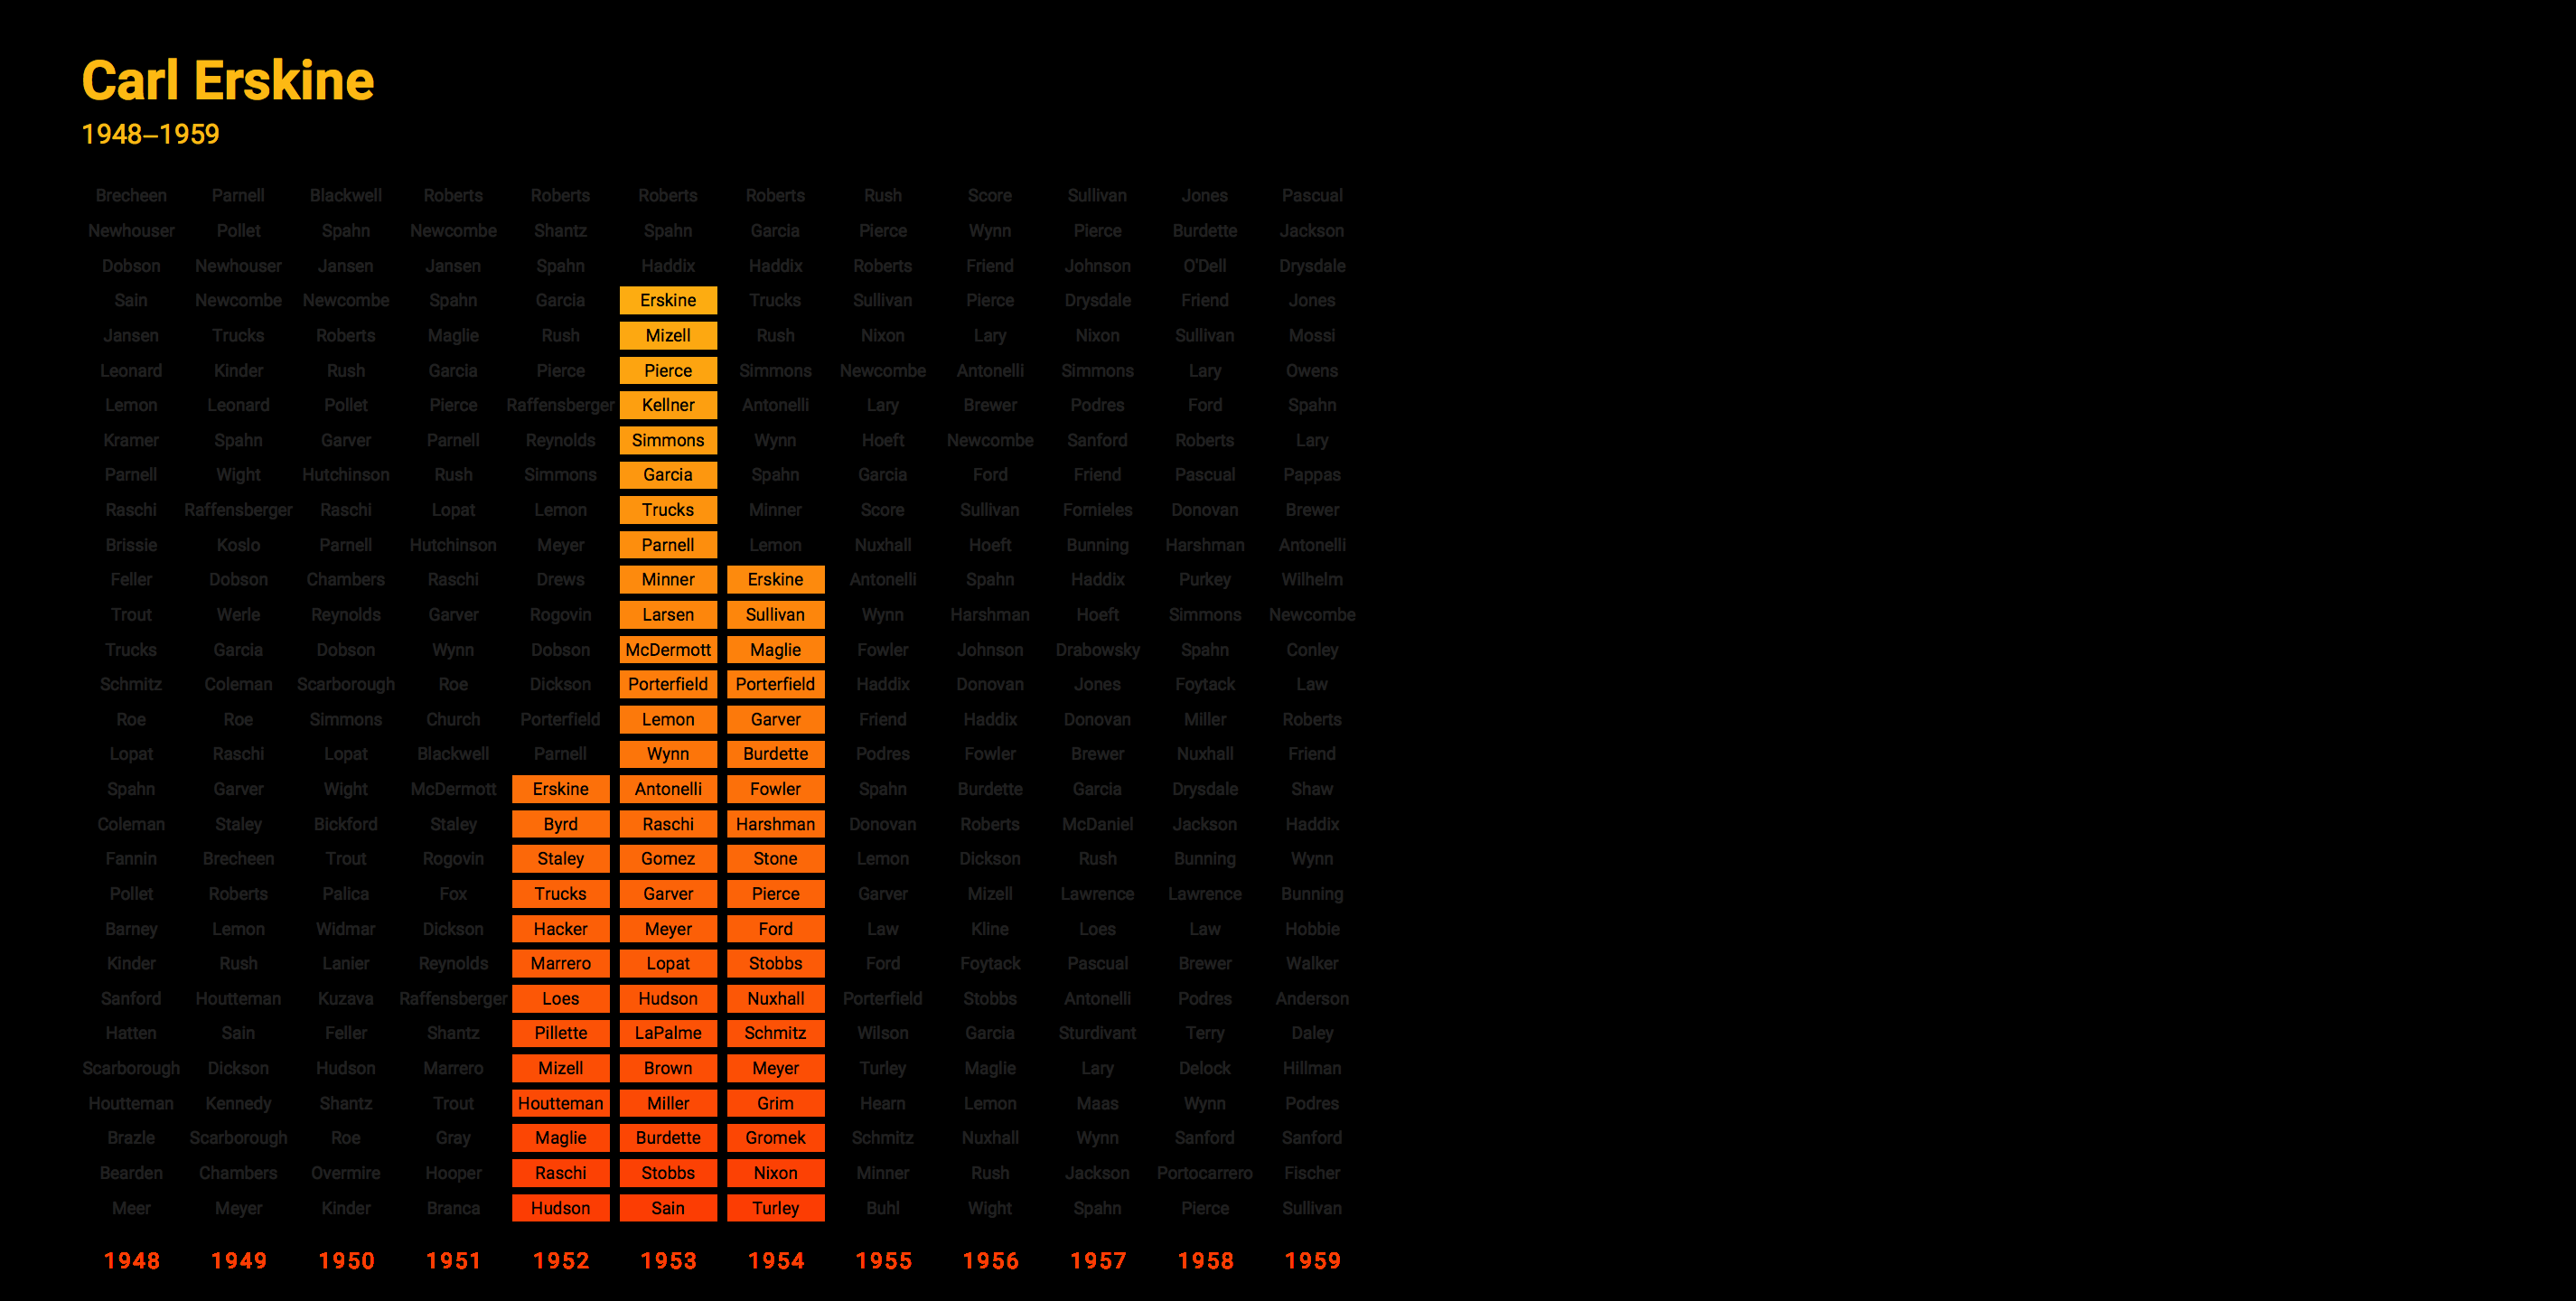 Carl Erskine
1948–1959
Brecheen Parnell Blackwell Roberts Roberts Roberts Roberts Rush Score Sullivan Jones Pascual
Newhouser Pollet Spahn Newcombe Shantz Spahn Garcia Pierce Wynn Pierce Burdette Jackson
Dobson Newhouser Jansen Jansen Spahn Haddix Haddix Roberts Friend Johnson O'Dell Drysdale
Sain Newcombe Newcombe Spahn Garcia Erskine Trucks Sullivan Pierce Drysdale Friend Jones
Jansen Trucks Roberts Maglie Rush Mizell Rush Nixon Lary Nixon Sullivan Mossi
Leonard Kinder Rush Garcia Pierce Pierce Simmons Newcombe Antonelli Simmons Lary Owens
Lemon Leonard Pollet Pierce Raffensberger Kellner Antonelli Lary Brewer Podres Ford Spahn
Kramer Spahn Garver Parnell Reynolds Simmons Wynn Hoeft Newcombe Sanford Roberts Lary
Parnell Wight Hutchinson Rush Simmons Garcia Spahn Garcia Ford Friend Pascual Pappas
Raschi Raffensberger Raschi Lopat Lemon Trucks Minner Score Sullivan Fornieles Donovan Brewer
Brissie Koslo Parnell Hutchinson Meyer Parnell Lemon Nuxhall Hoeft Bunning Harshman Antonelli
Feller Dobson Chambers Raschi Drews Minner Erskine Antonelli Spahn Haddix Purkey Wilhelm
Trout Werle Reynolds Garver Rogovin Larsen Sullivan Wynn Harshman Hoeft Simmons Newcombe
Trucks Garcia Dobson Wynn Dobson McDermott Maglie Fowler Johnson Drabowsky Spahn Conley
Schmitz Coleman Scarborough Roe Dickson Porterfield Porterfield Haddix Donovan Jones Foytack Law
Roe Roe Simmons Church Porterfield Lemon Garver Friend Haddix Donovan Miller Roberts
Lopat Raschi Lopat Blackwell Parnell Wynn Burdette Podres Fowler Brewer Nuxhall Friend
Spahn Garver Wight McDermott Erskine Antonelli Fowler Spahn Burdette Garcia Drysdale Shaw
Coleman Staley Bickford Staley Byrd Raschi Harshman Donovan Roberts McDaniel Jackson Haddix
Fannin Brecheen Trout Rogovin Staley Gomez Stone Lemon Dickson Rush Bunning Wynn
Pollet Roberts Palica Fox Trucks Garver Pierce Garver Mizell Lawrence Lawrence Bunning
Barney Lemon Widmar Dickson Hacker Meyer Ford Law Kline Loes Law Hobbie
Kinder Rush Lanier Reynolds Marrero Lopat Stobbs Ford Foytack Pascual Brewer Walker
Sanford Houtteman Kuzava Raffensberger Loes Hudson Nuxhall Porterfield Stobbs Antonelli Podres Anderson
Hatten Sain Feller Shantz Pillette LaPalme Schmitz Wilson Garcia Sturdivant Terry Daley
Scarborough Dickson Hudson Marrero Mizell Brown Meyer Turley Maglie Lary Delock Hillman
Houtteman Kennedy Shantz Trout Houtteman Miller Grim Hearn Lemon Maas Wynn Podres
Brazle Scarborough Roe Gray Maglie Burdette Gromek Schmitz Nuxhall Wynn Sanford Sanford
Bearden Chambers Overmire Hooper Raschi Stobbs Nixon Minner Rush Jackson Portocarrero Fischer
Meer Meyer Kinder Branca Hudson Sain Turley Buhl Wight Spahn Pierce Sullivan
1948 1949 1950 1951 1952 1953 1954 1955 1956 1957 1958 1959